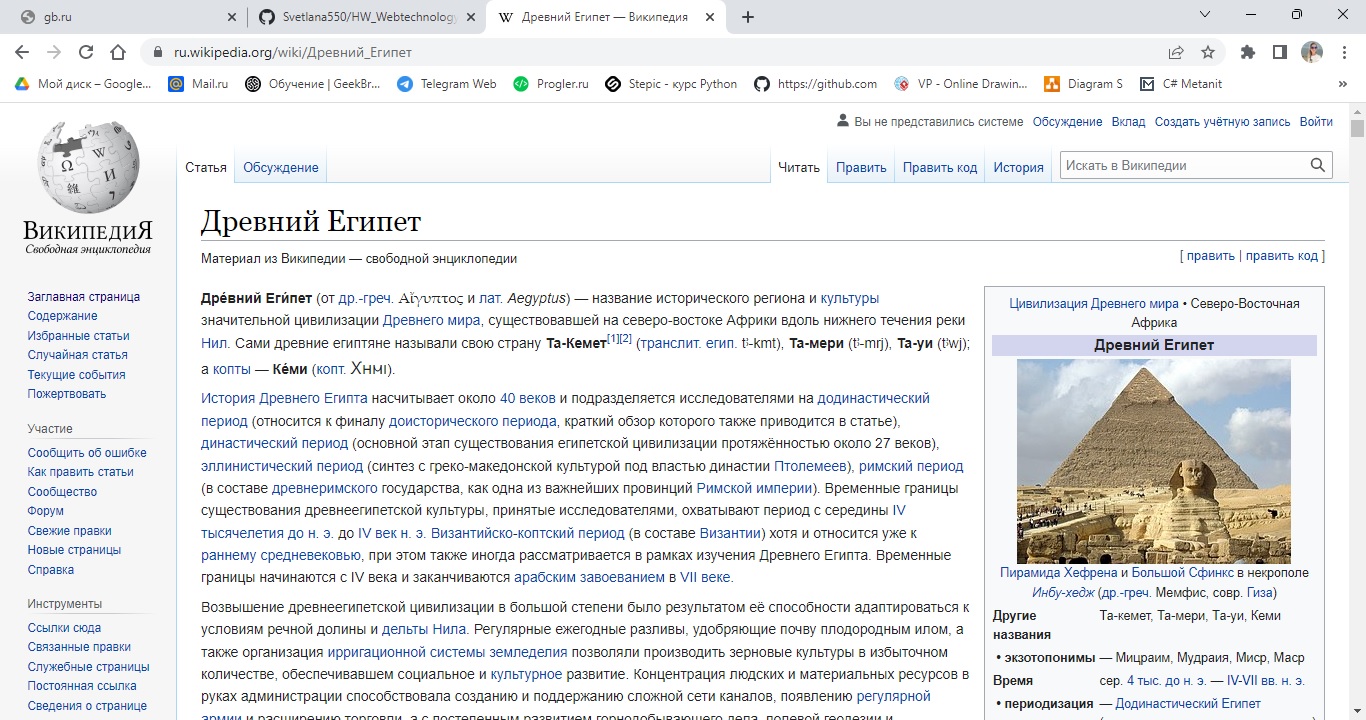 gb.ru
Svetlana550/HW_Webtechnology
Древний Египет — Википедия
ru.wikipedia.org/wiki/Древний_Египет
Мой диск – Google...
Mail.ru
Обучение | GeekBr...
Telegram Web
Progler.ru
Stepic - курс Python
https://github.com
VP - Online Drawin...
Diagram S
C# Metanit
»
Вы не представились системе Обсуждение Вклад Создать учётную запись Войти
Статья Обсуждение
Читать Править Править код История
Искать в Википедии
ВикипедиЯ
Свободная энциклопедия
Заглавная страница
Содержание
Избранные статьи
Случайная статья
Текущие события
Пожертвовать
Участие
Сообщить об ошибке
Как править статьи
Сообщество
Форум
Свежие правки
Новые страницы
Справка
Инструменты
Ссылки сюда
Связанные правки
Служебные страницы
Постоянная ссылка
Сведения о странице
Древний Египет
Материал из Википедии — свободной энциклопедии
[ править | править код ]
Дре́вний Еги́пет (от др.-греч. Αἴγυπτος и лат. Aegyptus) — название исторического региона и культуры
значительной цивилизации Древнего мира, существовавшей на северо-востоке Африки вдоль нижнего течения реки
Нил. Сами древние египтяне называли свою страну Та-Кемет[1][2] (транслит. егип. tꜣ-kmt), Та-мери (tꜣ-mrj), Та-уи (tꜣwj);
а копты — Ке́ми (копт. Ⲭⲏⲙⲓ).
История Древнего Египта насчитывает около 40 веков и подразделяется исследователями на додинастический
период (относится к финалу доисторического периода, краткий обзор которого также приводится в статье),
династический период (основной этап существования египетской цивилизации протяжённостью около 27 веков),
эллинистический период (синтез с греко-македонской культурой под властью династии Птолемеев), римский период
(в составе древнеримского государства, как одна из важнейших провинций Римской империи). Временные границы
существования древнеегипетской культуры, принятые исследователями, охватывают период с середины IV
тысячелетия до н. э. до IV век н. э. Византийско-коптский период (в составе Византии) хотя и относится уже к
раннему средневековью, при этом также иногда рассматривается в рамках изучения Древнего Египта. Временные
границы начинаются с IV века и заканчиваются арабским завоеванием в VII веке.
Возвышение древнеегипетской цивилизации в большой степени было результатом её способности адаптироваться к
условиям речной долины и дельты Нила. Регулярные ежегодные разливы, удобряющие почву плодородным илом, а
также организация ирригационной системы земледелия позволяли производить зерновые культуры в избыточном
количестве, обеспечивавшем социальное и культурное развитие. Концентрация людских и материальных ресурсов в
руках администрации способствовала созданию и поддержанию сложной сети каналов, появлению регулярной
армии и расширению торговли, а с постепенным развитием горнодобывающего дела, полевой геодезии и
Цивилизация Древнего мира • Северо-Восточная
Африка
Древний Египет
Пирамида Хефрена и Большой Сфинкс в некрополе
Инбу-хедж (др.-греч. Мемфис, совр. Гиза)
Другие Та-кемет, Та-мери, Та-уи, Кеми
названия
• экзотопонимы — Мицраим, Мудраия, Миср, Маср
Время сер. 4 тыс. до н. э. — IV-VII вв. н. э.
• периодизация — Додинастический Египет